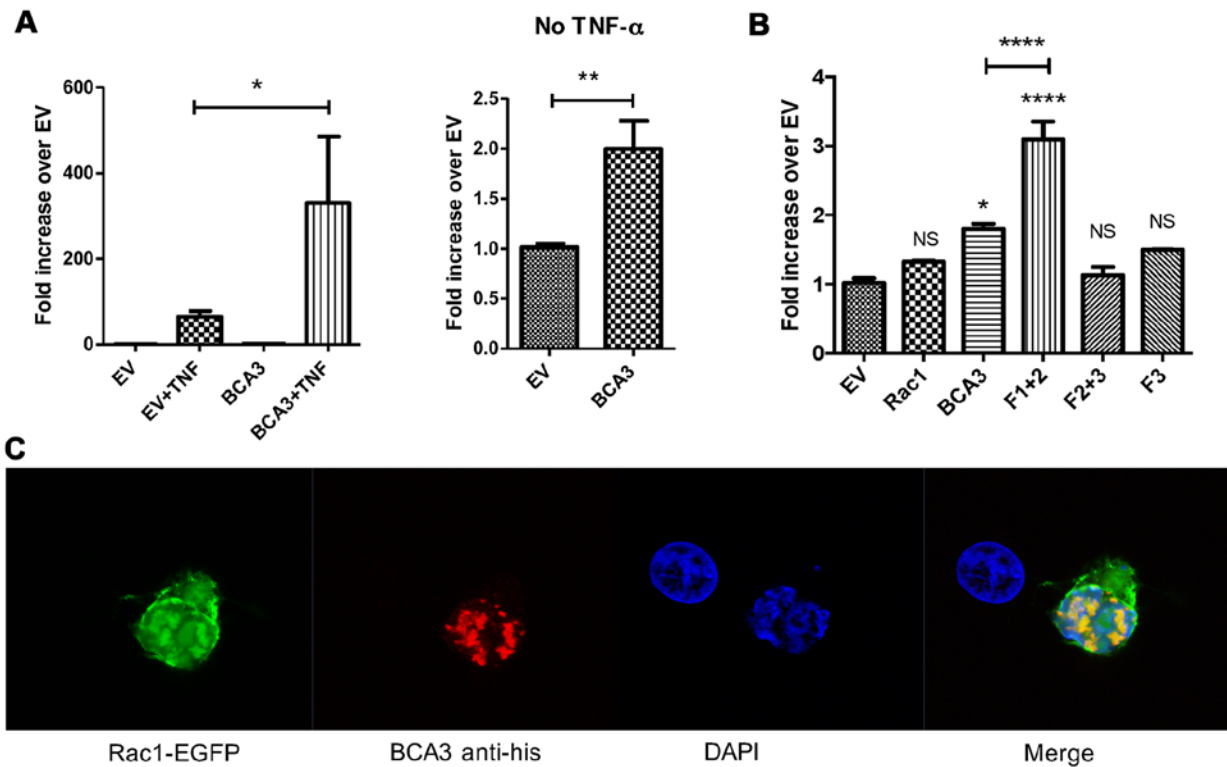 A
Fold increase over EV
600
400
200
0
*
EV
EV+TNF
BCA3
BCA3+TNF
No TNF-α
Fold increase over EV
2.5
2.0
1.5
1.0
0.5
0.0
**
EV
BCA3
B
Fold increase over EV
4
3
2
1
0
****
****
NS
*
NS
NS
EV
Rac1
BCA3
F1+2
F2+3
F3
C
Rac1-EGFP
BCA3 anti-his
DAPI
Merge